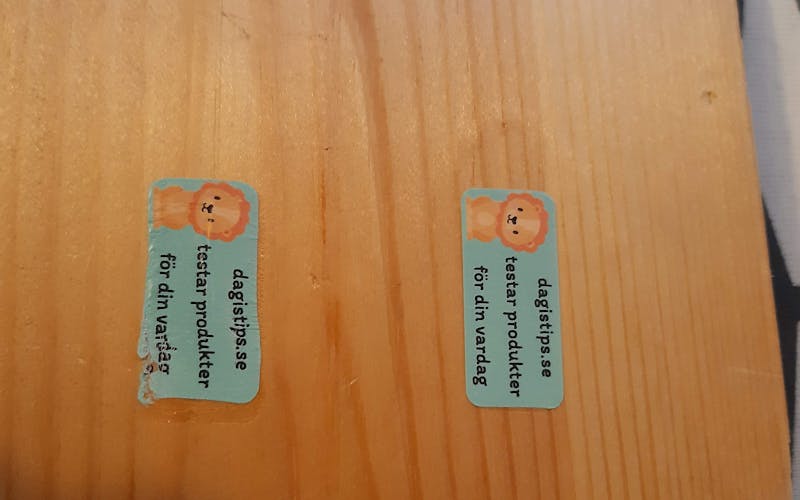 dagistips.se
testar produkter
för din vardag
dagistips.se
testar produkter
för din vardag